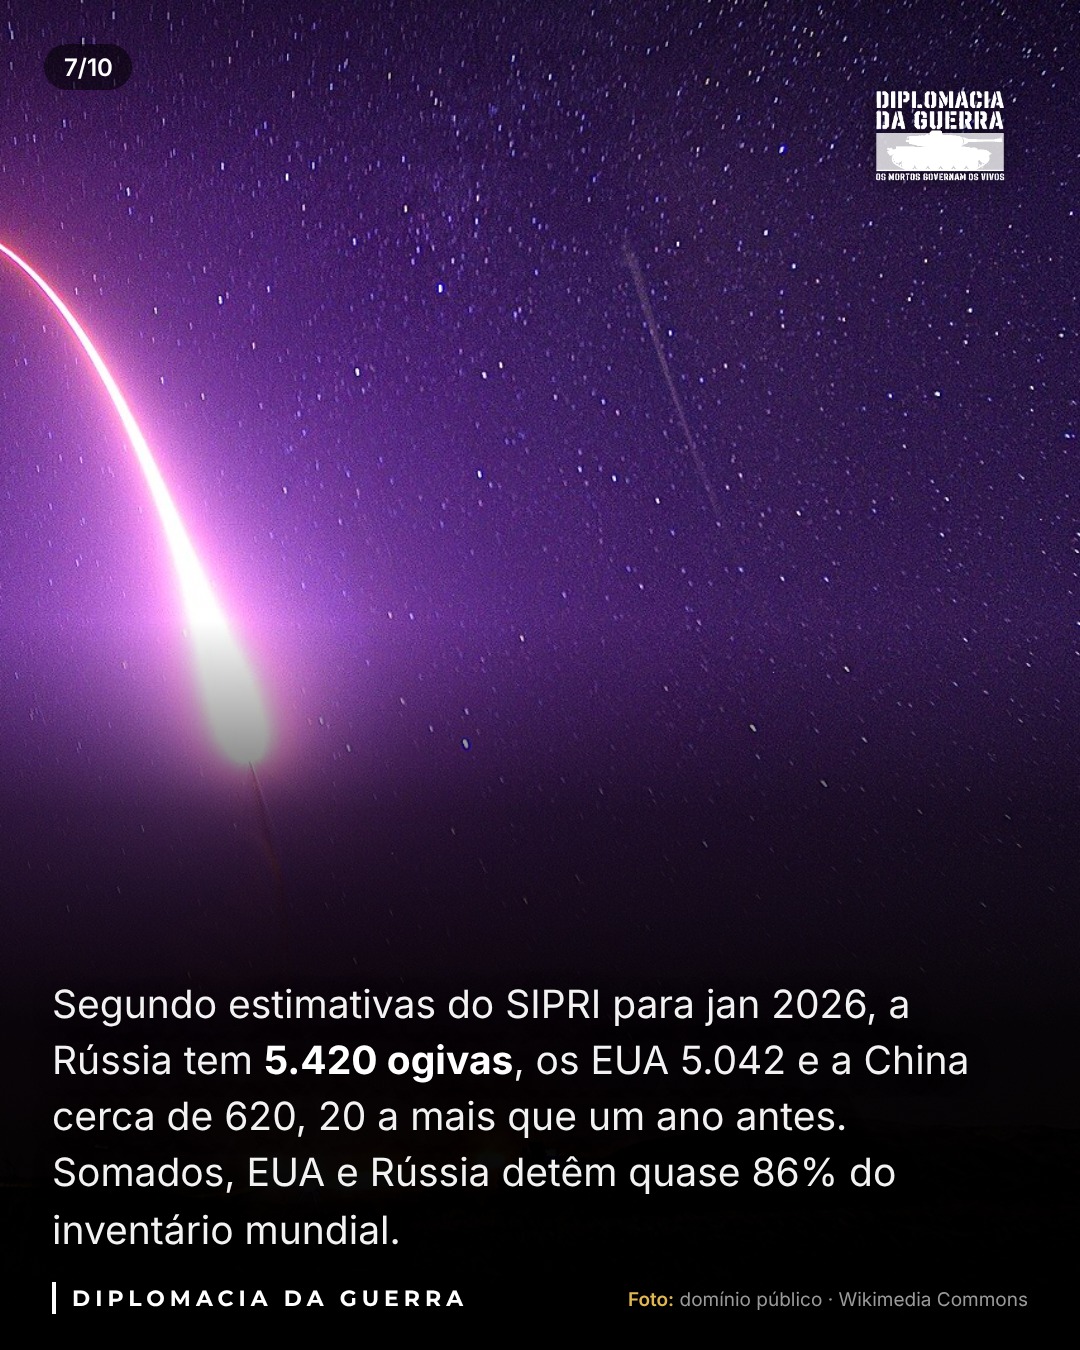 7/10
DIPLOMACIA
DA GUERRA
OS MORTOS GOVERNAM OS VIVOS
Segundo estimativas do SIPRI para jan 2026, a
Rússia tem 5.420 ogivas, os EUA 5.042 e a China
cerca de 620, 20 a mais que um ano antes.
Somados, EUA e Rússia detêm quase 86% do
inventário mundial.
DIPLOMACIA DA GUERRA
Foto: domínio público · Wikimedia Commons